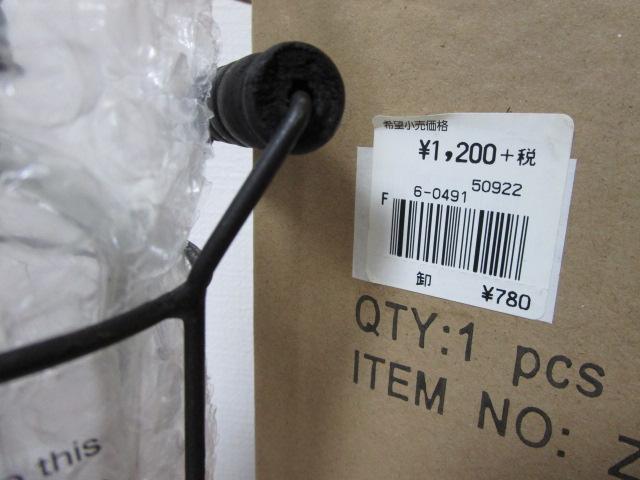 希望小売価格
¥1,200+税
50922
F 6-0491
卸 ¥780
QTY:1 pcs
ITEM NO: Z
this